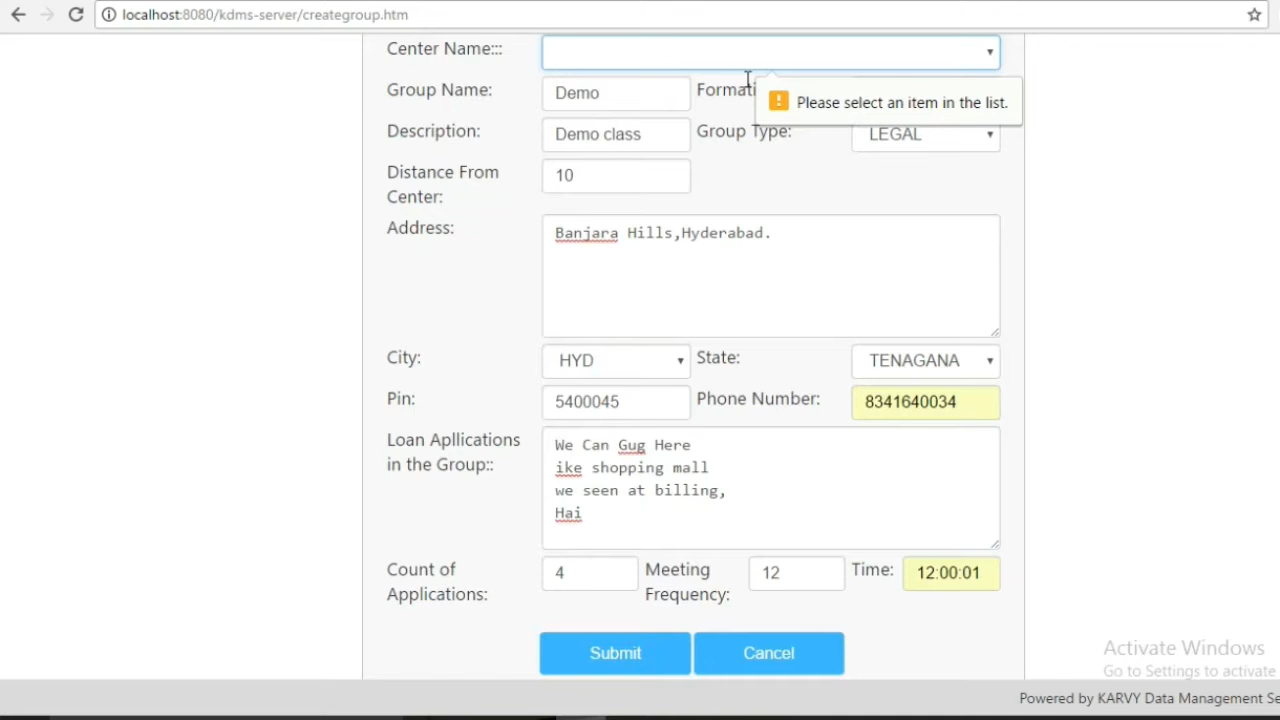 localhost:8080/kdms-server/creategroup.htm
Center Name:::
Please select an item in the list.
Group Name: Demo Formati
Description: Demo class Group Type: LEGAL
Distance From
Center: 10
Address: Banjara Hills,Hyderabad.
City: HYD State: TENAGANA
Pin: 5400045 Phone Number: 8341640034
Loan Apllications
in the Group::
We Can Gug Here
ike shopping mall
we seen at billing,
Hai
Count of
Applications: 4 Meeting
Frequency: 12 Time: 12:00:01
Submit Cancel
Activate Windows
Go to Settings to activate
Powered by KARVY Data Management Se